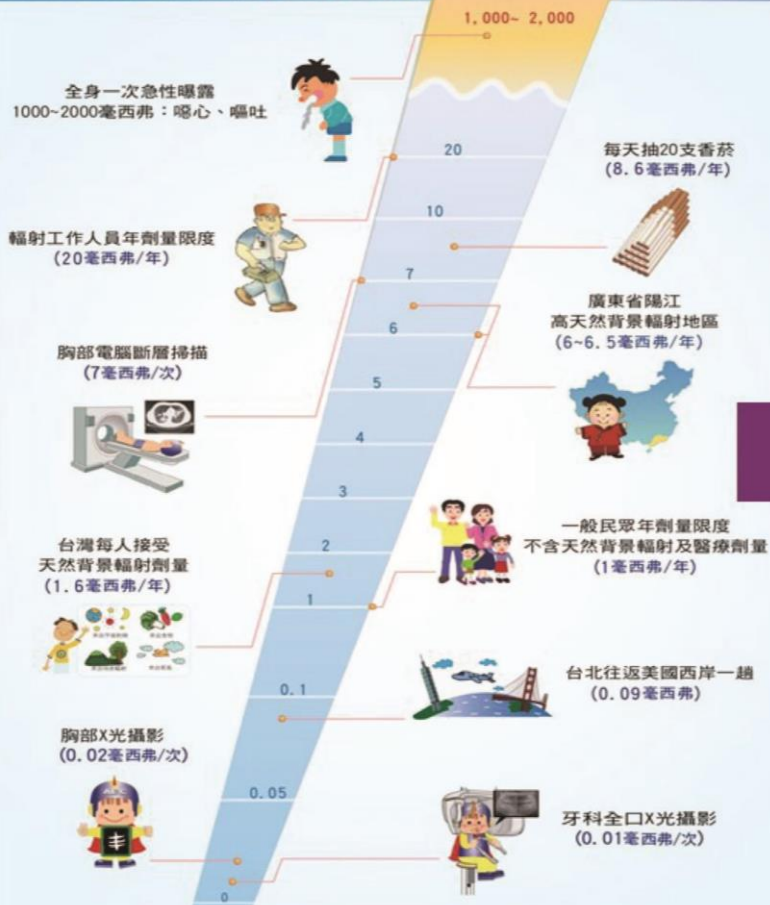 1,000~ 2,000
全身一次急性曝露
1000~2000毫西弗：噁心、嘔吐
20
每天抽20支香菸
(8.6毫西弗/年)
10
輻射工作人員年劑量限度
(20毫西弗/年)
7
廣東省陽江
高天然背景輻射地區
(6~6.5毫西弗/年)
6
胸部電腦斷層掃描
(7毫西弗/次)
5
4
3
一般民眾年劑量限度
不含天然背景輻射及醫療劑量
(1毫西弗/年)
2
台灣每人接受
天然背景輻射劑量
(1.6毫西弗/年)
1
台北往返美國西岸一趟
(0.09毫西弗)
0.1
胸部X光攝影
(0.02毫西弗/次)
0.05
牙科全口X光攝影
(0.01毫西弗/次)
0